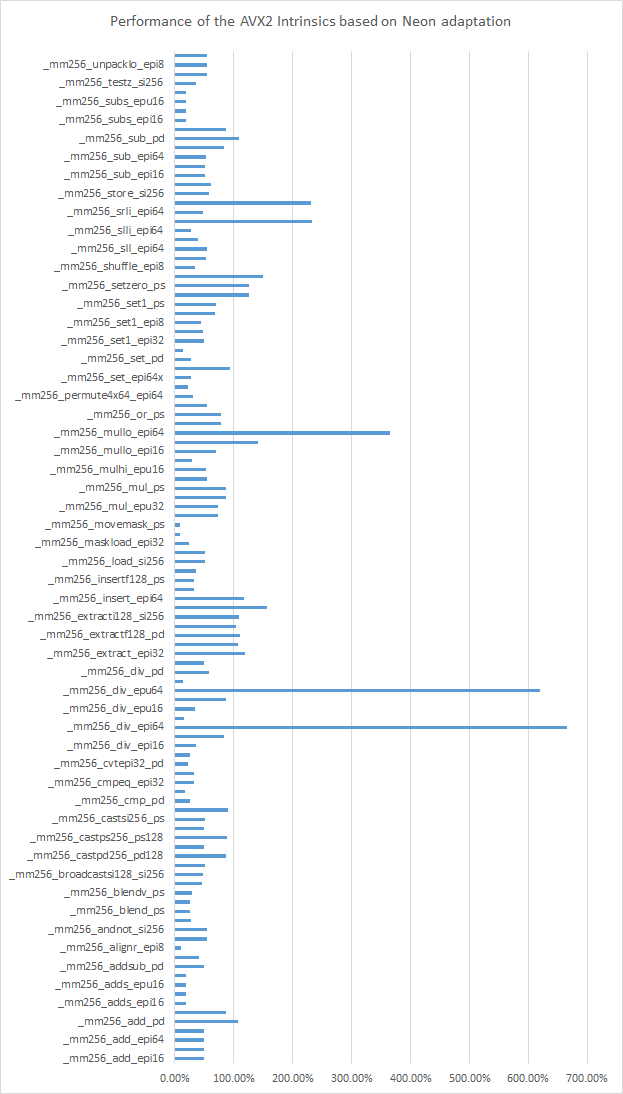 Performance of the AVX2 Intrinsics based on Neon adaptation
_mm256_unpacklo_epi8
_mm256_testz_si256
_mm256_subs_epu16
_mm256_subs_epi16
_mm256_sub_pd
_mm256_sub_epi64
_mm256_sub_epi16
_mm256_store_si256
_mm256_srli_epi64
_mm256_slli_epi64
_mm256_sll_epi64
_mm256_shuffle_epi8
_mm256_setzero_ps
_mm256_set1_ps
_mm256_set1_epi8
_mm256_set1_epi32
_mm256_set_pd
_mm256_set_epi64x
_mm256_permute4x64_epi64
_mm256_or_ps
_mm256_mullo_epi64
_mm256_mullo_epi16
_mm256_mulhi_epu16
_mm256_mul_ps
_mm256_mul_epu32
_mm256_movemask_ps
_mm256_maskload_epi32
_mm256_load_si256
_mm256_insertf128_ps
_mm256_insert_epi64
_mm256_extracti128_si256
_mm256_extractf128_pd
_mm256_extract_epi32
_mm256_div_pd
_mm256_div_epu64
_mm256_div_epu16
_mm256_div_epi64
_mm256_div_epi16
_mm256_cvtepi32_pd
_mm256_cmpeq_epi32
_mm256_cmp_pd
_mm256_castsi256_ps
_mm256_castps256_ps128
_mm256_castpd256_pd128
_mm256_broadcastsi128_si256
_mm256_blendv_ps
_mm256_blend_ps
_mm256_andnot_si256
_mm256_alignr_epi8
_mm256_addsub_pd
_mm256_adds_epu16
_mm256_adds_epi16
_mm256_add_pd
_mm256_add_epi64
_mm256_add_epi16
0.00% 100.00% 200.00% 300.00% 400.00% 500.00% 600.00% 700.00%